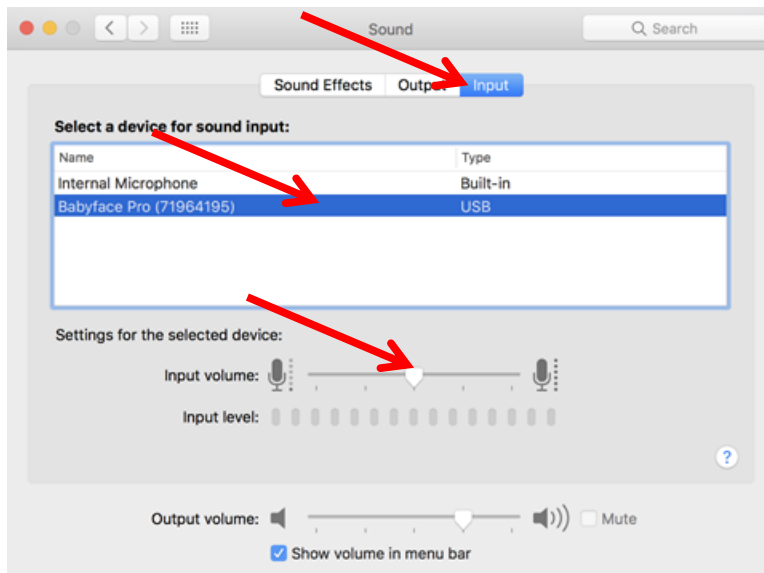 Sound
Search
Sound Effects Output Input
Select a device for sound input:
Name Type
Internal Microphone Built-in
Babyface Pro (71964195) USB
Settings for the selected device:
Input volume:
Input level:
?
Output volume: Mute
Show volume in menu bar